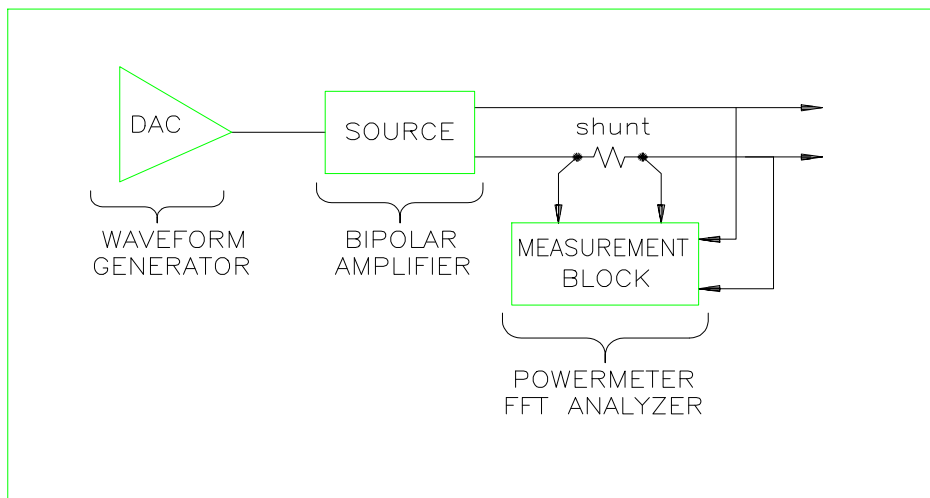 DAC
SOURCE
shunt
WAVEFORM
GENERATOR
BIPOLAR
AMPLIFIER
MEASUREMENT
BLOCK
POWERMETER
FFT ANALYZER